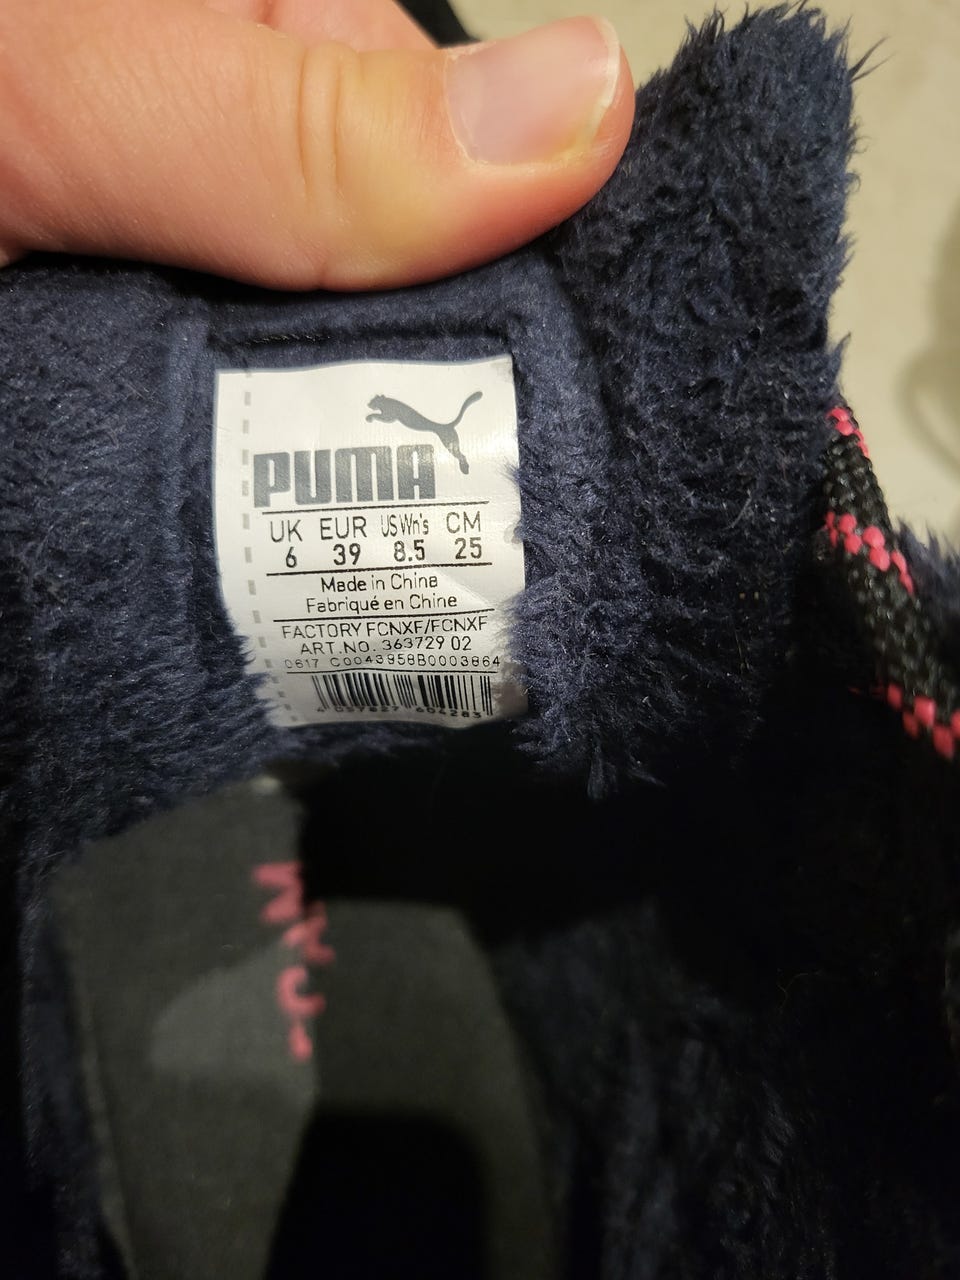 PUMA
UK EUR US Wn's CM
6 39 8.5 25
Made in China
Fabriqué en Chine
FACTORY FCNXF/FCNXF
ART.NO. 363729 02
0617 C0043958B0003864